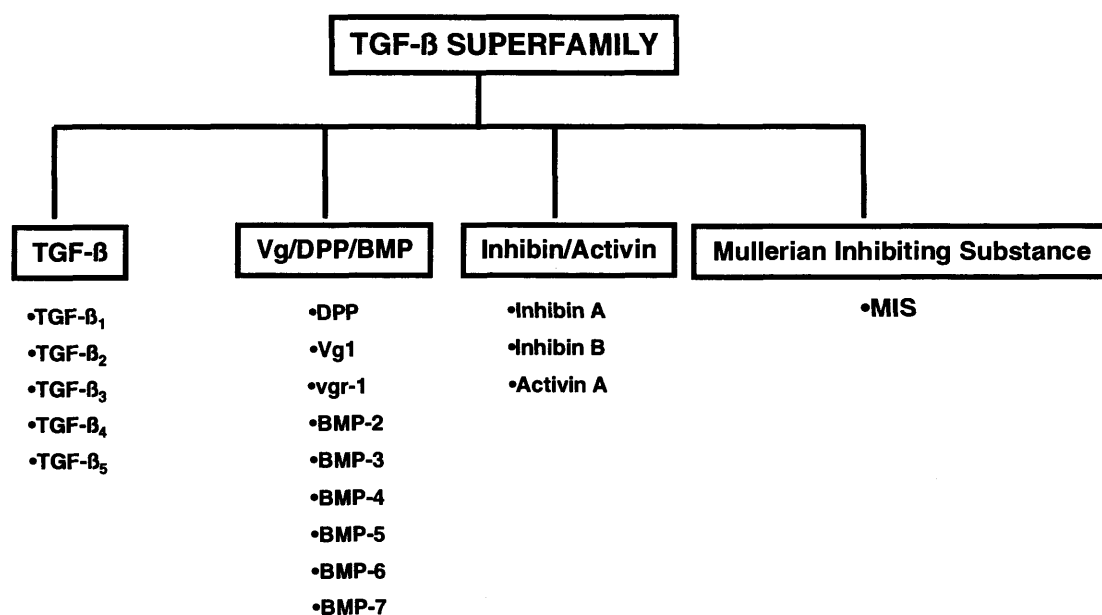 TGF-ß SUPERFAMILY
TGF-ß
•TGF-ß₁
•TGF-ß₂
•TGF-ß₃
•TGF-ß₄
•TGF-ß₅
Vg/DPP/BMP
•DPP
•Vg1
•vgr-1
•BMP-2
•BMP-3
•BMP-4
•BMP-5
•BMP-6
•BMP-7
Inhibin/Activin
•Inhibin A
•Inhibin B
•Activin A
Mullerian Inhibiting Substance
•MIS